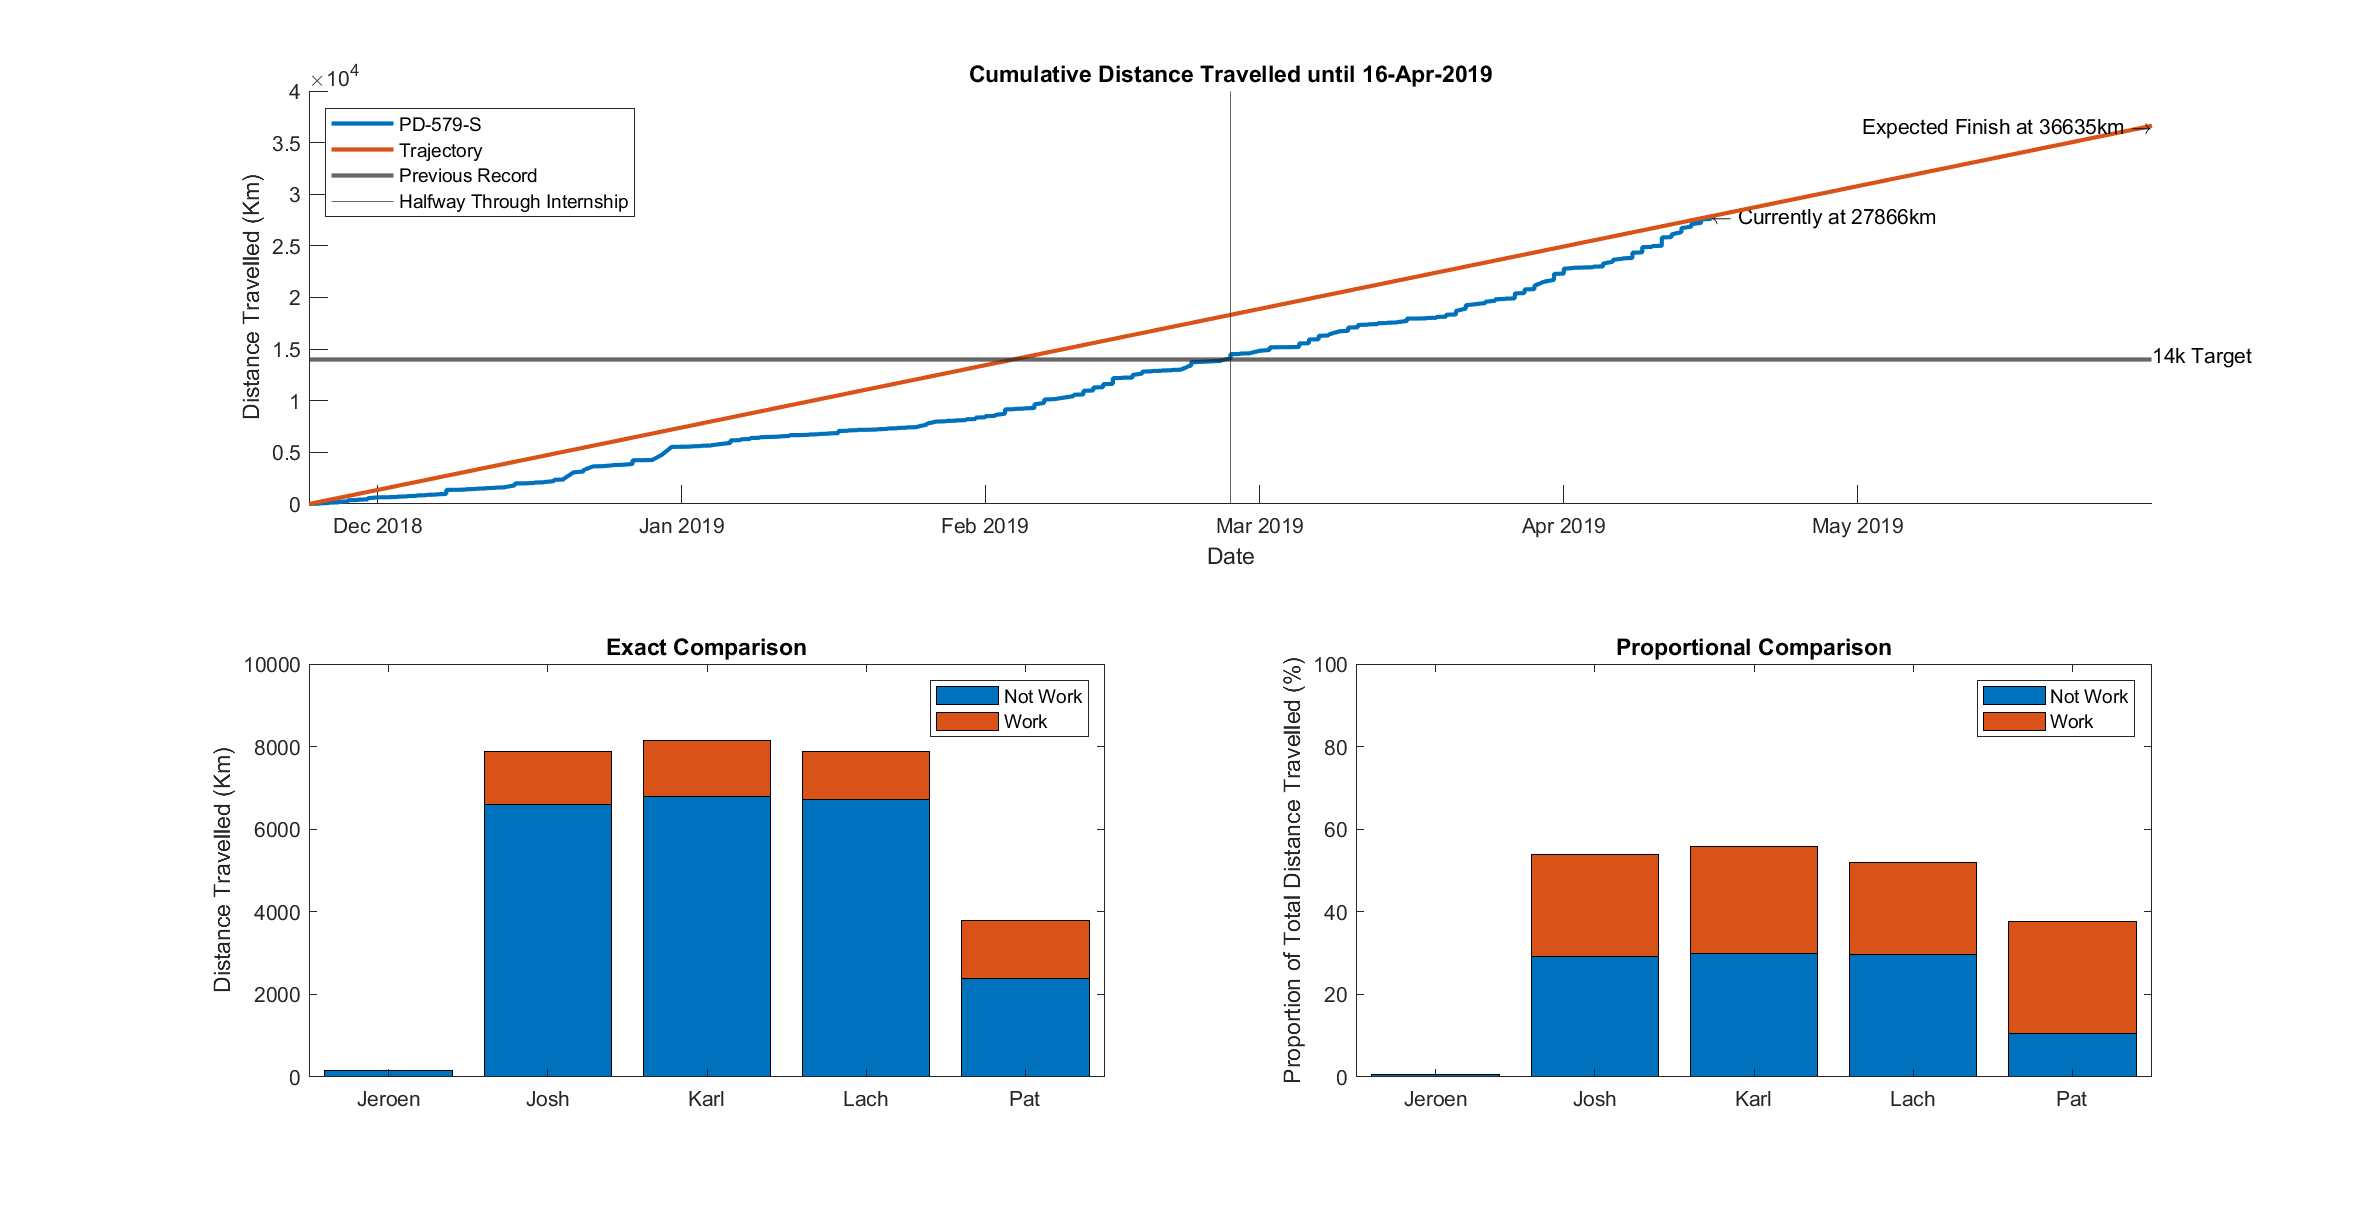 Cumulative Distance Travelled until 16-Apr-2019
×10^4
4
3.5
3
2.5
2
1.5
1
0.5
0
Distance Travelled (Km)
PD-579-S
Trajectory
Previous Record
Halfway Through Internship
Expected Finish at 36635km
Currently at 27866km
14k Target
Dec 2018 Jan 2019 Feb 2019 Mar 2019 Apr 2019 May 2019
Date
Exact Comparison
10000
8000
6000
4000
2000
0
Distance Travelled (Km)
Not Work
Work
Jeroen Josh Karl Lach Pat
Proportional Comparison
100
80
60
40
20
0
Proportion of Total Distance Travelled (%)
Not Work
Work
Jeroen Josh Karl Lach Pat